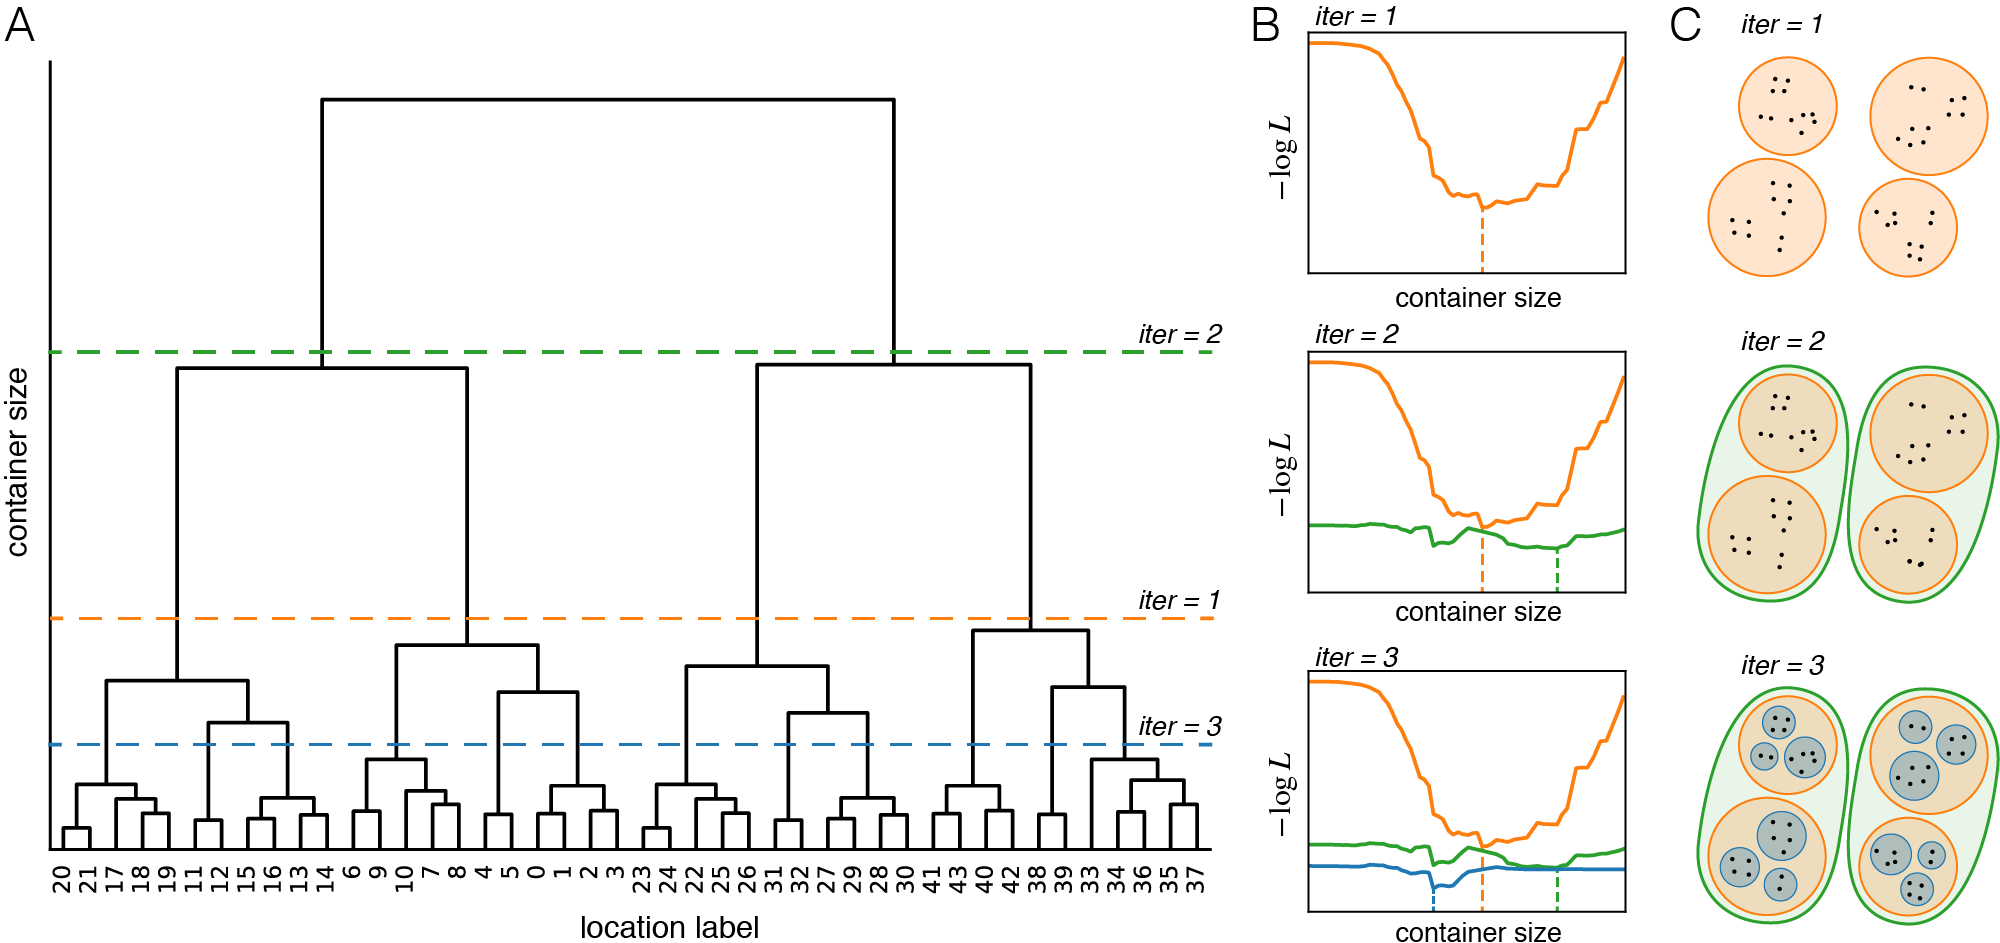 A
container size
iter = 2
iter = 1
iter = 3
20 21 17 18 19 11 12 15 16 13 14 6 9 10 7 8 4 5 0 1 2 3 23 24 22 25 26 31 32 27 29 28 30 41 43 40 42 38 39 33 34 36 35 37
location label
B
iter = 1
−log L
container size
iter = 2
−log L
container size
iter = 3
−log L
container size
C
iter = 1
iter = 2
iter = 3